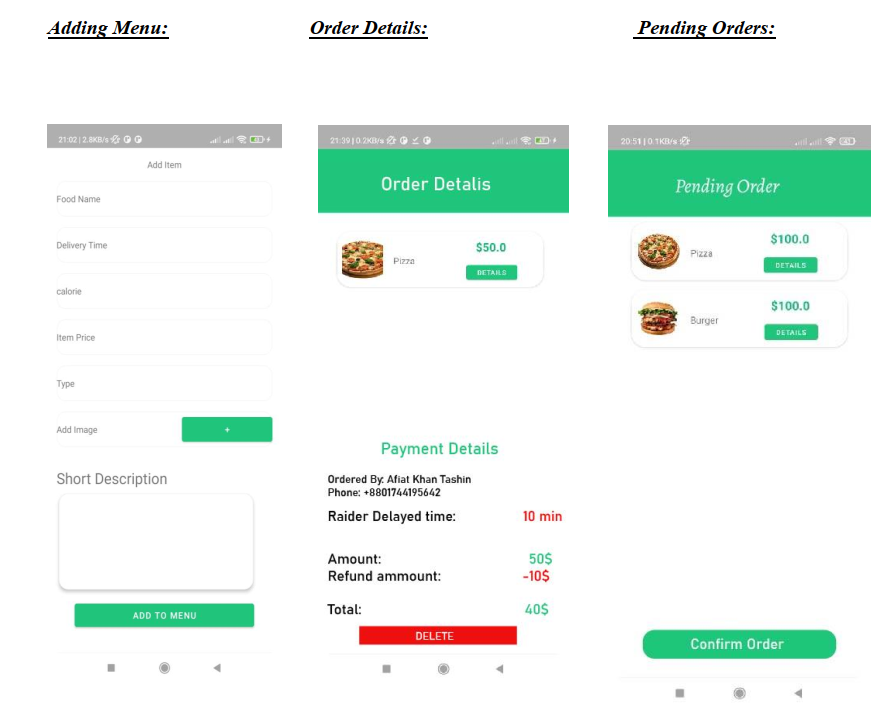 Adding Menu:
Order Details:
Pending Orders:
21:02 | 2.8KB/s
Add Item
Food Name
Delivery Time
calorie
Item Price
Type
Add Image
+
Short Description
ADD TO MENU
21:39 | 0.2KB/s
Order Detalis
Pizza
$50.0
DETAILS
Payment Details
Ordered By: Afiat Khan Tashin
Phone: +8801744195642
Raider Delayed time: 10 min
Amount: 50$
Refund ammount: -10$
Total: 40$
DELETE
20:51 | 0.1KB/s
Pending Order
Pizza
$100.0
DETAILS
Burger
$100.0
DETAILS
Confirm Order